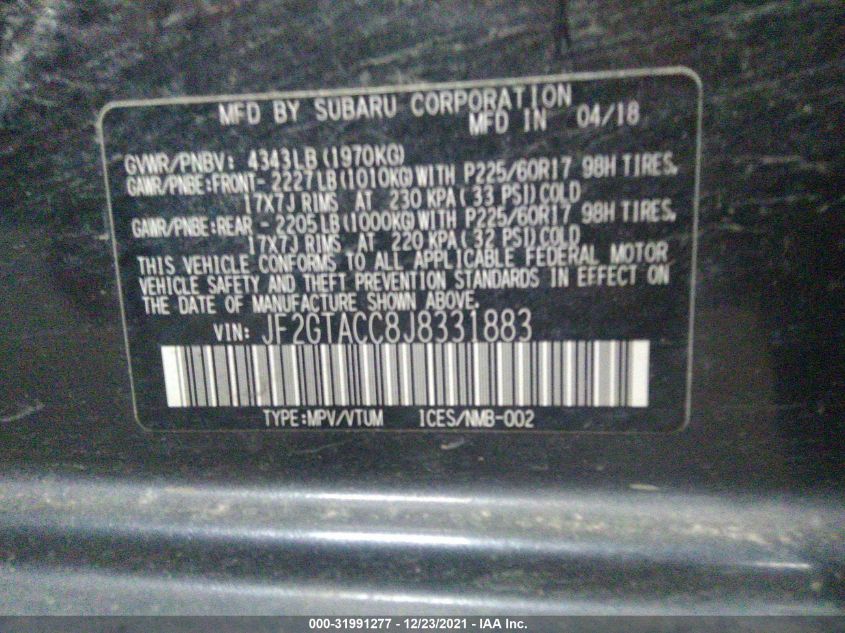 MFD BY SUBARU CORPORATION
MFD IN 04/18
GVWR/PNBV: 4343LB(1970KG)
GAWR/PNBE:FRONT- 2227LB(1010KG)WITH P225/60R17 98H TIRES,
17X7J RIMS AT 230 KPA( 33 PSI)COLD
GAWR/PNBE:REAR - 2205LB(1000KG)WITH P225/60R17 98H TIRES,
17X7J RIMS AT 220 KPA( 32 PSI)COLD
THIS VEHICLE CONFORMS TO ALL APPLICABLE FEDERAL MOTOR
VEHICLE SAFETY AND THEFT PREVENTION STANDARDS IN EFFECT ON
THE DATE OF MANUFACTURE SHOWN ABOVE.
VIN: JF2GTACC8J8331883
TYPE:MPV/VTUM ICES/NMB-002
000-31991277 - 12/23/2021 - IAA Inc.